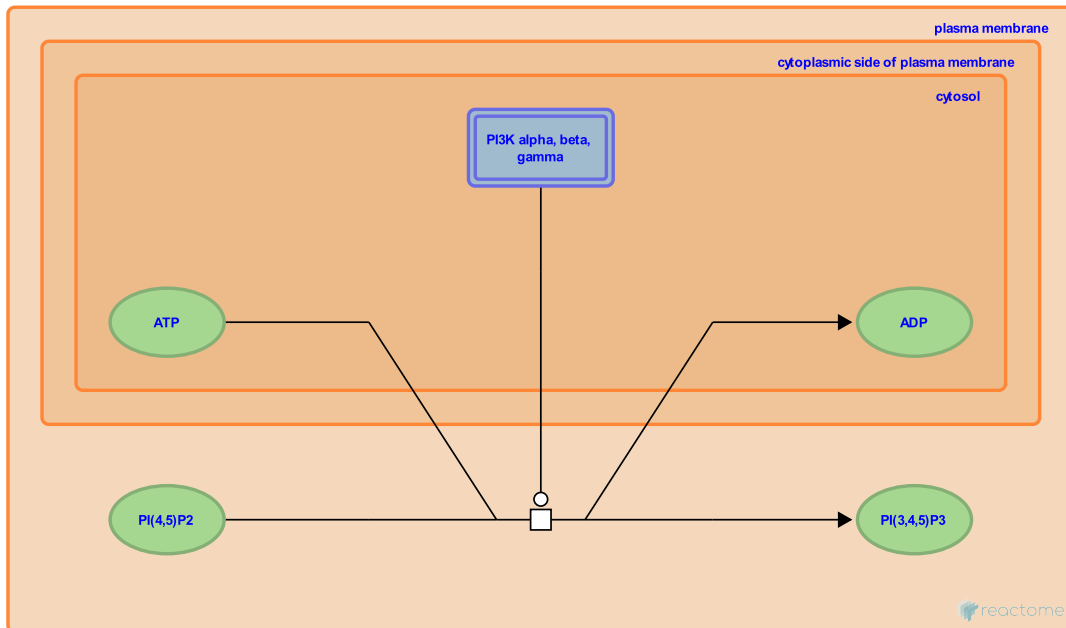 plasma membrane
cytoplasmic side of plasma membrane
cytosol
PI3K alpha, beta,
gamma
ATP
ADP
PI(4,5)P2
PI(3,4,5)P3
reactome